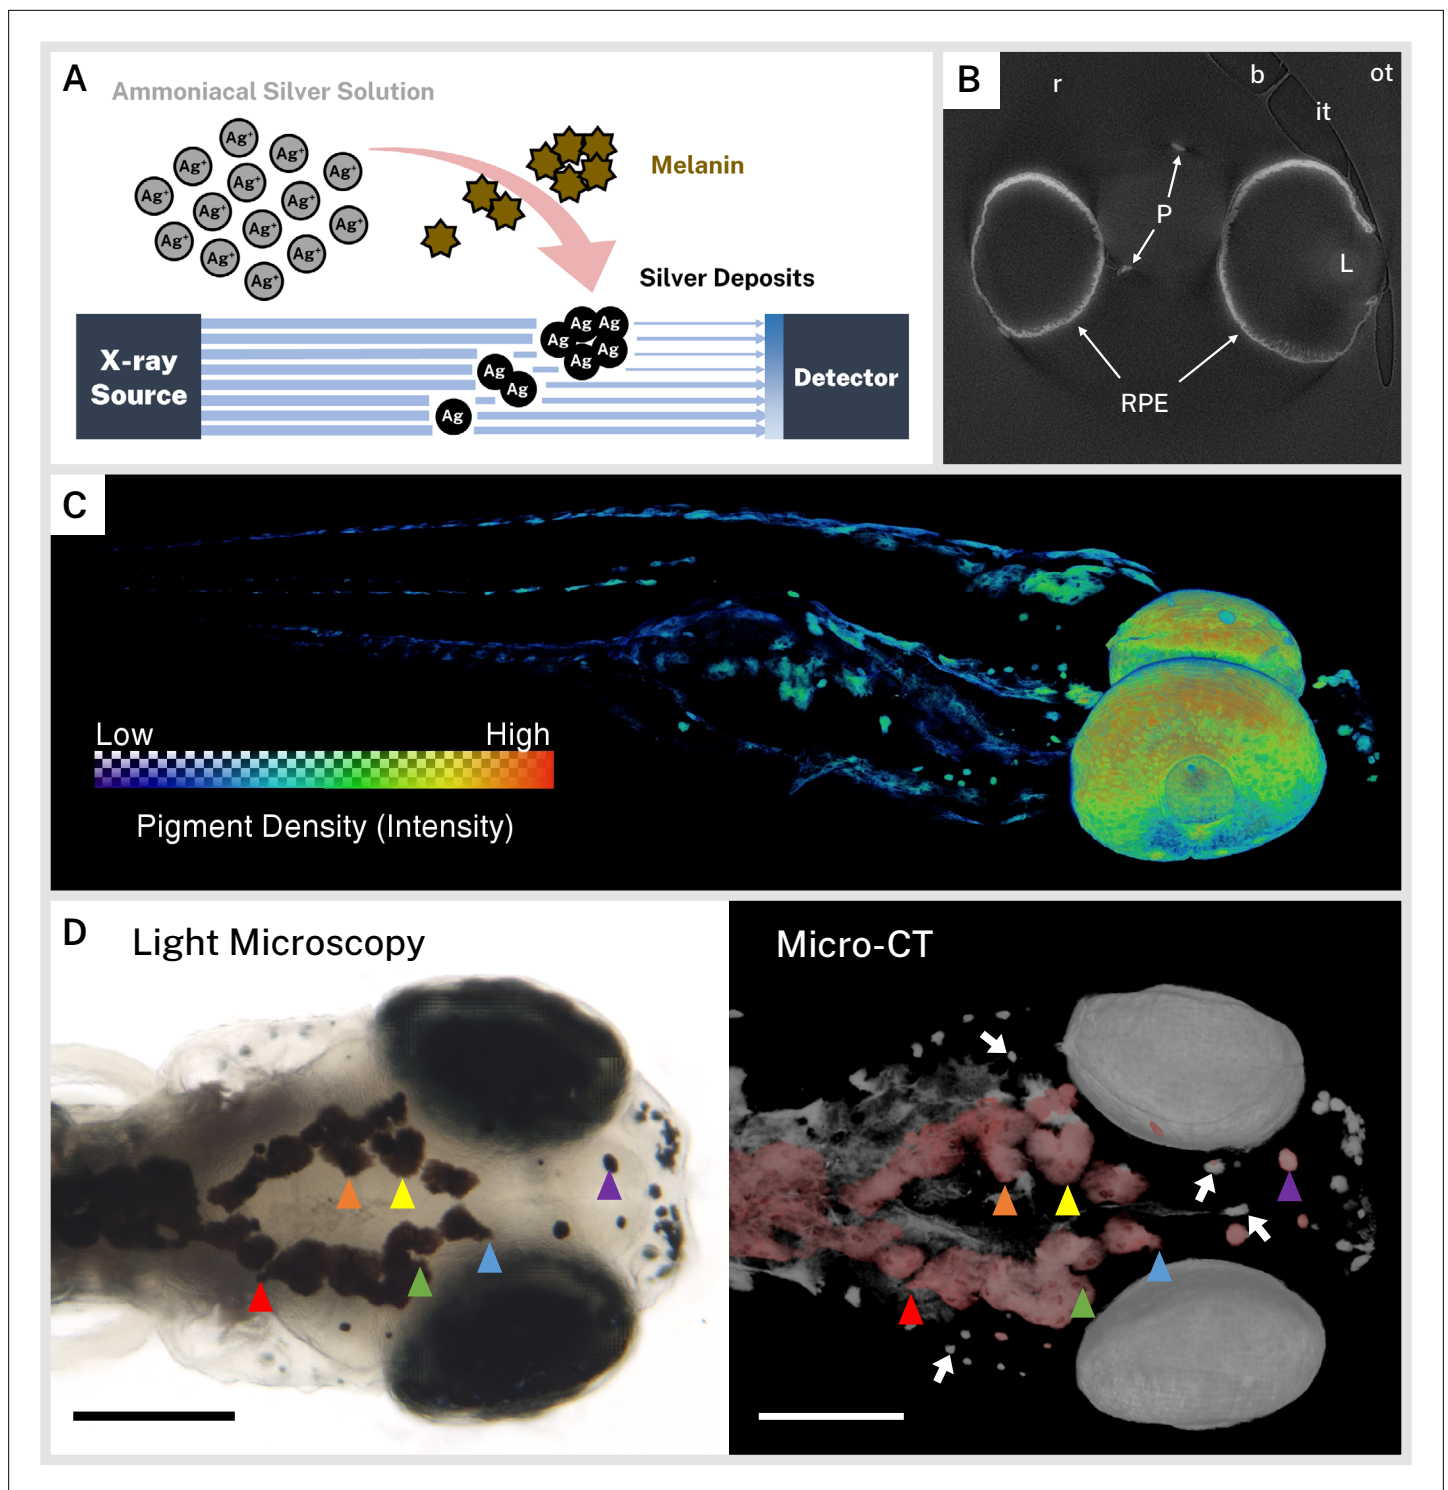 A
Ammoniacal Silver Solution
Ag⁺
Ag⁺
Ag⁺
Ag⁺
Ag⁺
Ag⁺
Ag⁺
Ag⁺
Ag⁺
Ag⁺
Ag⁺
Ag⁺
Ag⁺
Ag⁺
Melanin
Silver Deposits
X-ray
Source
Ag
Ag
Ag
Ag
Ag
Ag
Ag
Ag
Detector
B
r
b
ot
it
P
L
RPE
C
Low High
Pigment Density (Intensity)
D
Light Microscopy
Micro-CT